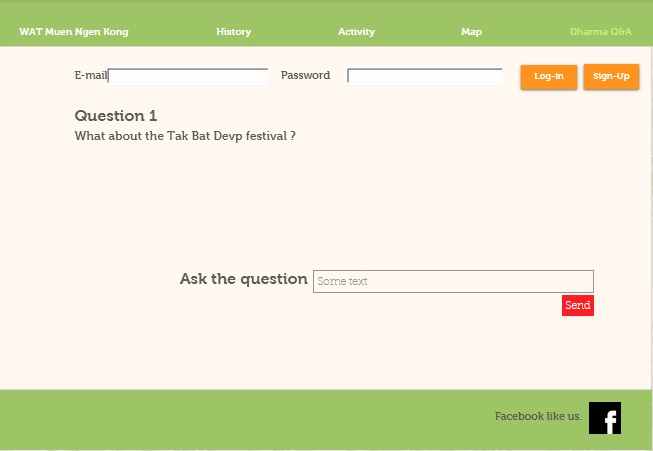 WAT Muen Ngen Kong History Activity Map Dharma Q&A
E-mail Password Log-In Sign-Up
Question 1
What about the Tak Bat Devp festival ?
Ask the question Some text
Send
Facebook like us. f